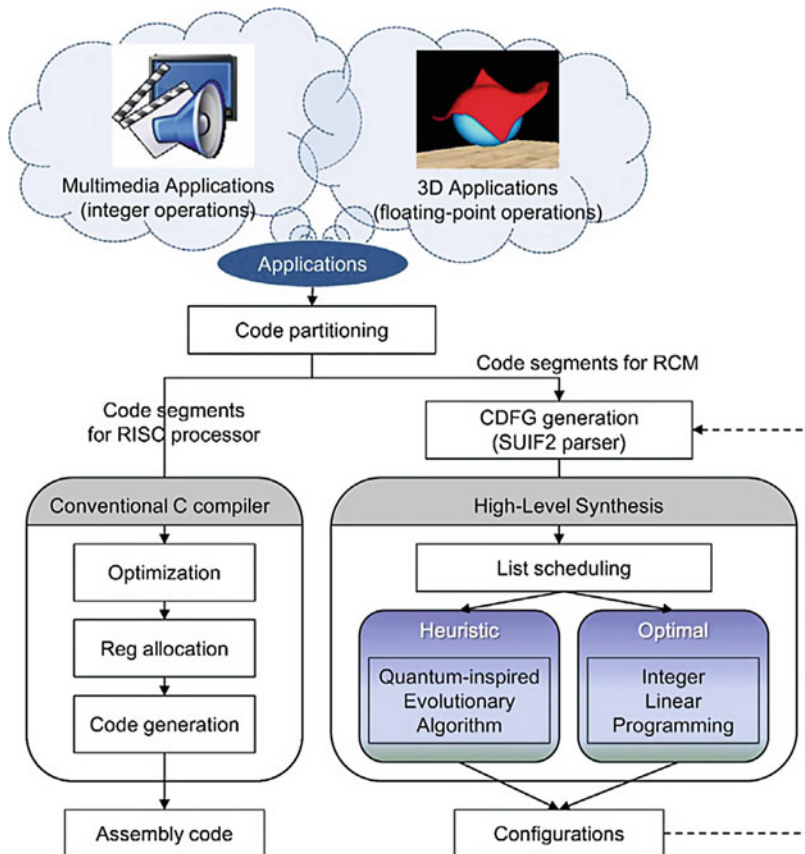 Multimedia Applications
(integer operations)
3D Applications
(floating-point operations)
Applications
Code partitioning
Code segments for RCM
Code segments
for RISC processor
CDFG generation
(SUIF2 parser)
Conventional C compiler
High-Level Synthesis
Optimization
List scheduling
Reg allocation
Heuristic
Optimal
Quantum-inspired
Evolutionary
Algorithm
Integer
Linear
Programming
Code generation
Assembly code
Configurations